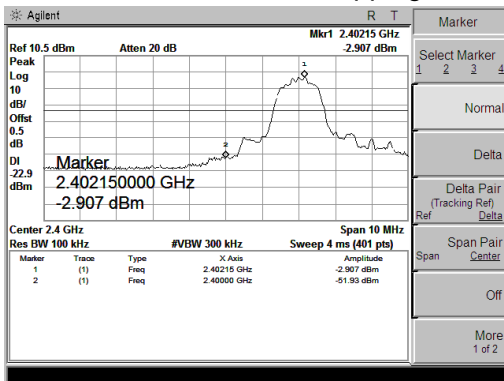 Agilent R T
Mkr1 2.40215 GHz
Ref 10.5 dBm Atten 20 dB -2.907 dBm
Peak
Log
10
dB/
Offst
0.5
dB
DI
-22.9
dBm
1
2
Marker
2.402150000 GHz
-2.907 dBm
Center 2.4 GHz Span 10 MHz
Res BW 100 kHz #VBW 300 kHz Sweep 4 ms (401 pts)
Marker Trace Type X Axis Amplitude
1 (1) Freq 2.40215 GHz -2.907 dBm
2 (1) Freq 2.40000 GHz -51.93 dBm
Marker
Select Marker
1 2 3 4
Normal
Delta
Delta Pair
(Tracking Ref)
Ref Delta
Span Pair
Span Center
Off
More
1 of 2